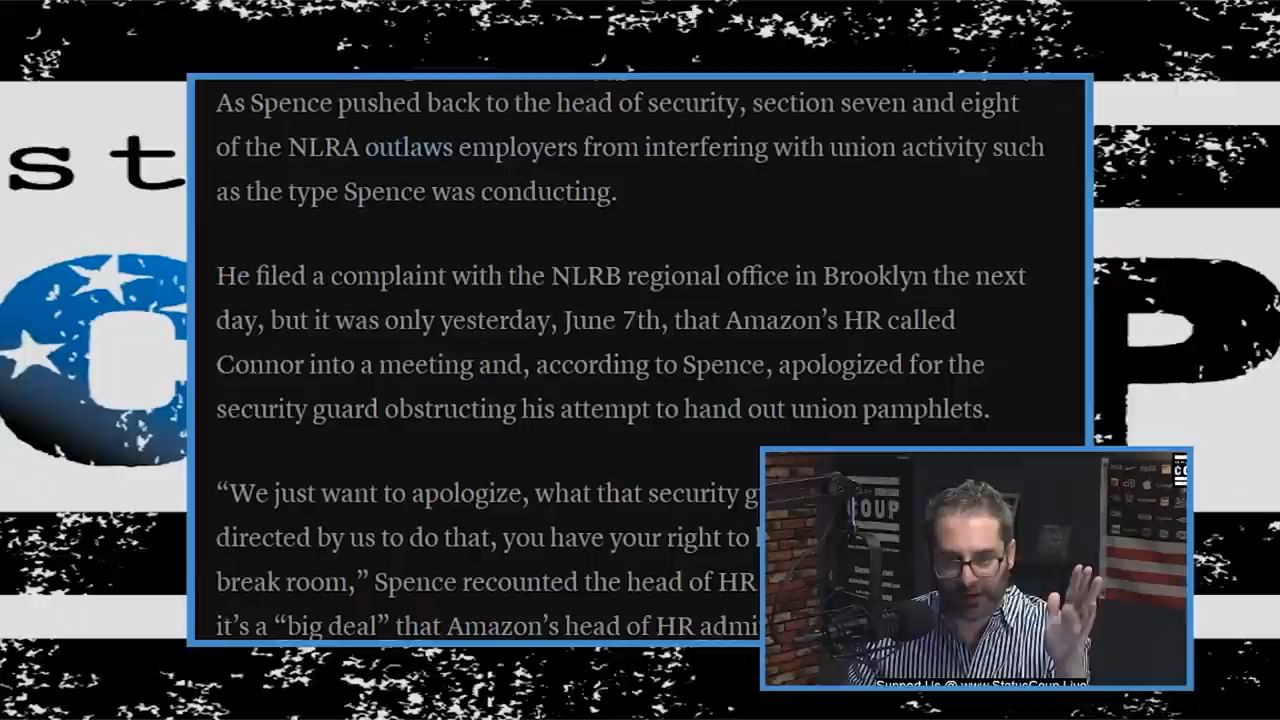 As Spence pushed back to the head of security, section seven and eight
of the NLRA outlaws employers from interfering with union activity such
as the type Spence was conducting.
He filed a complaint with the NLRB regional office in Brooklyn the next
day, but it was only yesterday, June 7th, that Amazon’s HR called
Connor into a meeting and, according to Spence, apologized for the
security guard obstructing his attempt to hand out union pamphlets.
“We just want to apologize, what that security g
directed by us to do that, you have your right to
break room,” Spence recounted the head of HR
it’s a “big deal” that Amazon’s head of HR admi
st
C
P
COUP
COUP
Support Us @ www.StatusCoup.Live